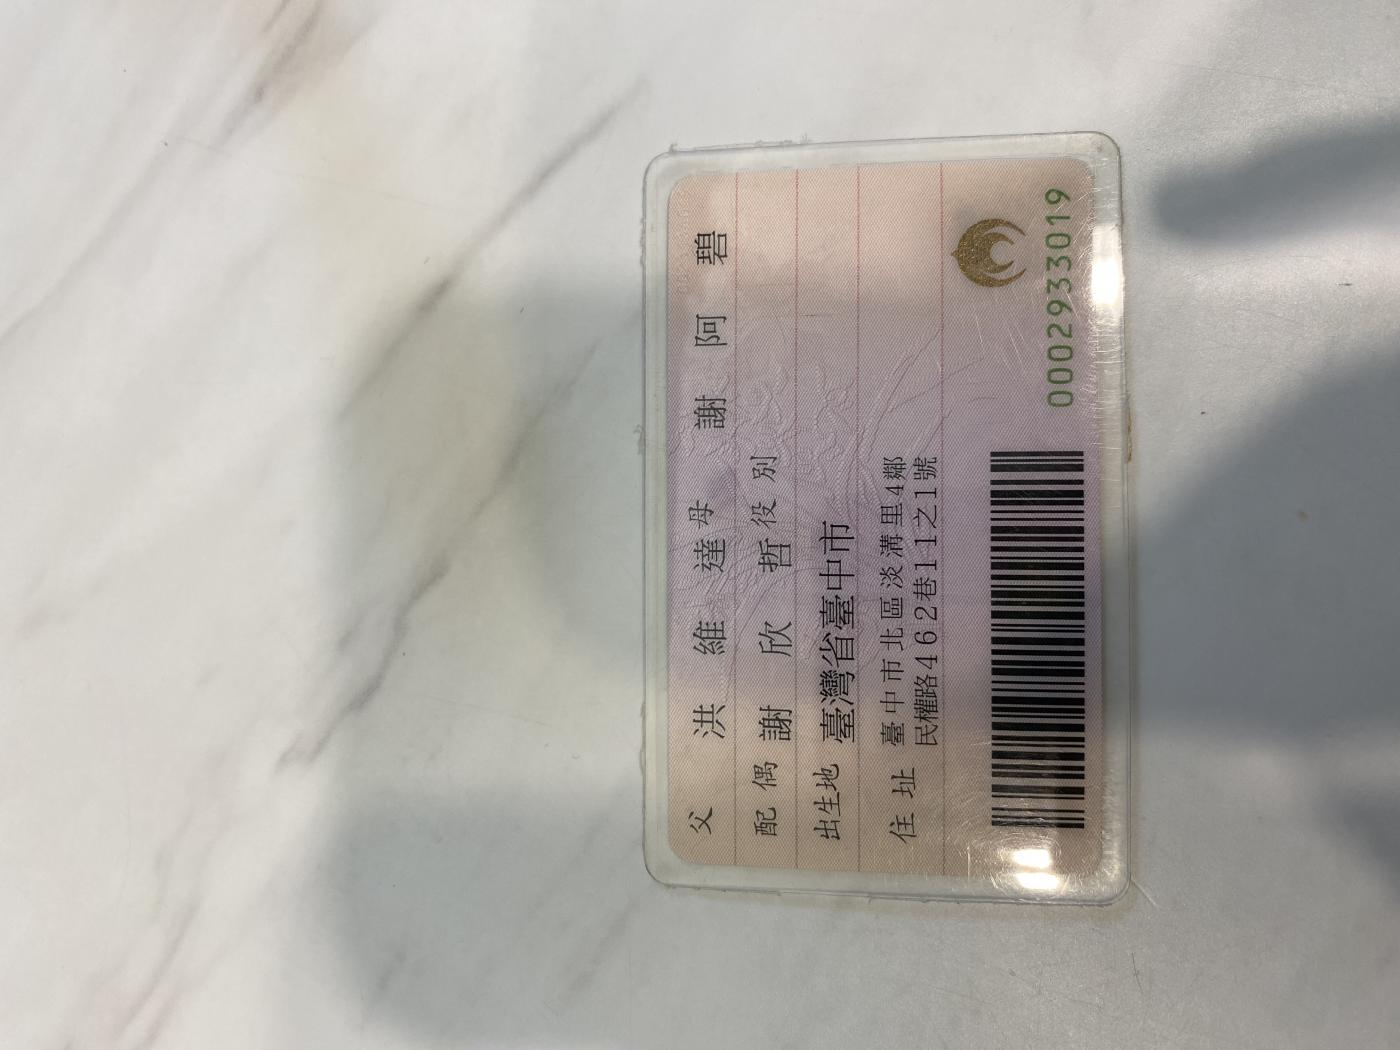 父 洪維達 母 謝阿碧
配偶 謝欣哲 役別
出生地 臺灣省臺中市
住址 臺中市北區淡溝里4鄰
民權路462巷11之1號
0002933019